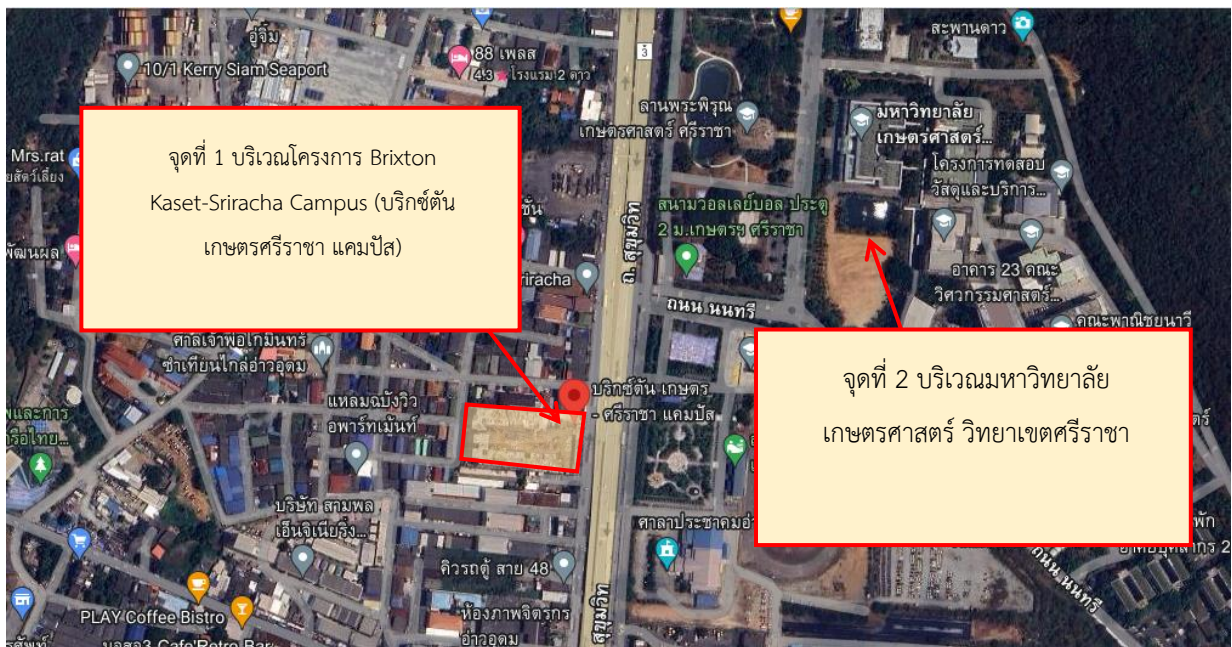 อู่จิ๋ม
10/1 Kerry Siam Seaport
88 เพลส
4.3 ★ โรงแรม 2 ดาว
3
สะพานดาว
ลานพระพิรุณ
เกษตรศาสตร์ ศรีราชา
มหาวิทยาลัย
เกษตรศาสตร์...
โครงการทดสอบ
วัสดุและบริการ...
Mrs.rat
จุดที่ 1 บริเวณโครงการ Brixton
Kaset-Sriracha Campus (บริกซ์ตัน
เกษตรศรีราชา แคมปัส)
ถ. สุขุมวิท
สนามวอลเลย์บอล ประตู
2 ม.เกษตรฯ ศรีราชา
อาคาร 23 คณะ
วิศวกรรมศาสตร์...
ถนน นนทรี
คณะพาณิชยนาวี
ศาลเจ้าพ่อโกมินทร์
ซำเทียนไกล่อ่าวอุดม
บริกซ์ตัน เกษตร
- ศรีราชา แคมปัส
แหลมฉบังวิว
อพาร์ทเม้นท์
จุดที่ 2 บริเวณมหาวิทยาลัย
เกษตรศาสตร์ วิทยาเขตศรีราชา
บริษัท สามพล
เอ็นจิเนียริ่ง...
ศาลาประชาคมอ่า
คิวรถตู้ สาย 48
ถนน นนทรี
PLAY Coffee Bistro
ห้องภาพจิตรกร
อ่าวอุดม
สุขุมวิท